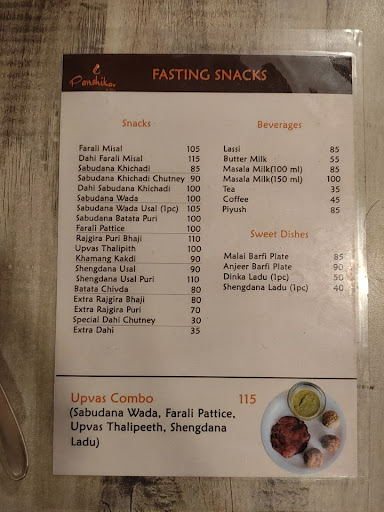 Panshikar
FASTING SNACKS
Snacks
Farali Misal 105
Dahi Farali Misal 115
Sabudana Khichadi 85
Sabudana Khichadi Chutney 90
Dahi Sabudana Khichadi 100
Sabudana Wada 100
Sabudana Wada Usal (1pc) 105
Sabudana Batata Puri 100
Farali Pattice 100
Rajgira Puri Bhaji 110
Upvas Thalipith 100
Khamang Kakdi 90
Shengdana Usal 90
Shengdana Usal Puri 110
Batata Chivda 80
Extra Rajgira Bhaji 80
Extra Rajgira Puri 70
Special Dahi Chutney 30
Extra Dahi 35
Beverages
Lassi 85
Butter Milk 55
Masala Milk(100 ml) 85
Masala Milk(150 ml) 100
Tea 35
Coffee 45
Piyush 85
Sweet Dishes
Malai Barfi Plate 85
Anjeer Barfi Plate 90
Dinka Ladu (1pc) 50
Shengdana Ladu (1pc) 40
Upvas Combo 115
(Sabudana Wada, Farali Pattice,
Upvas Thalipeeth, Shengdana
Ladu)